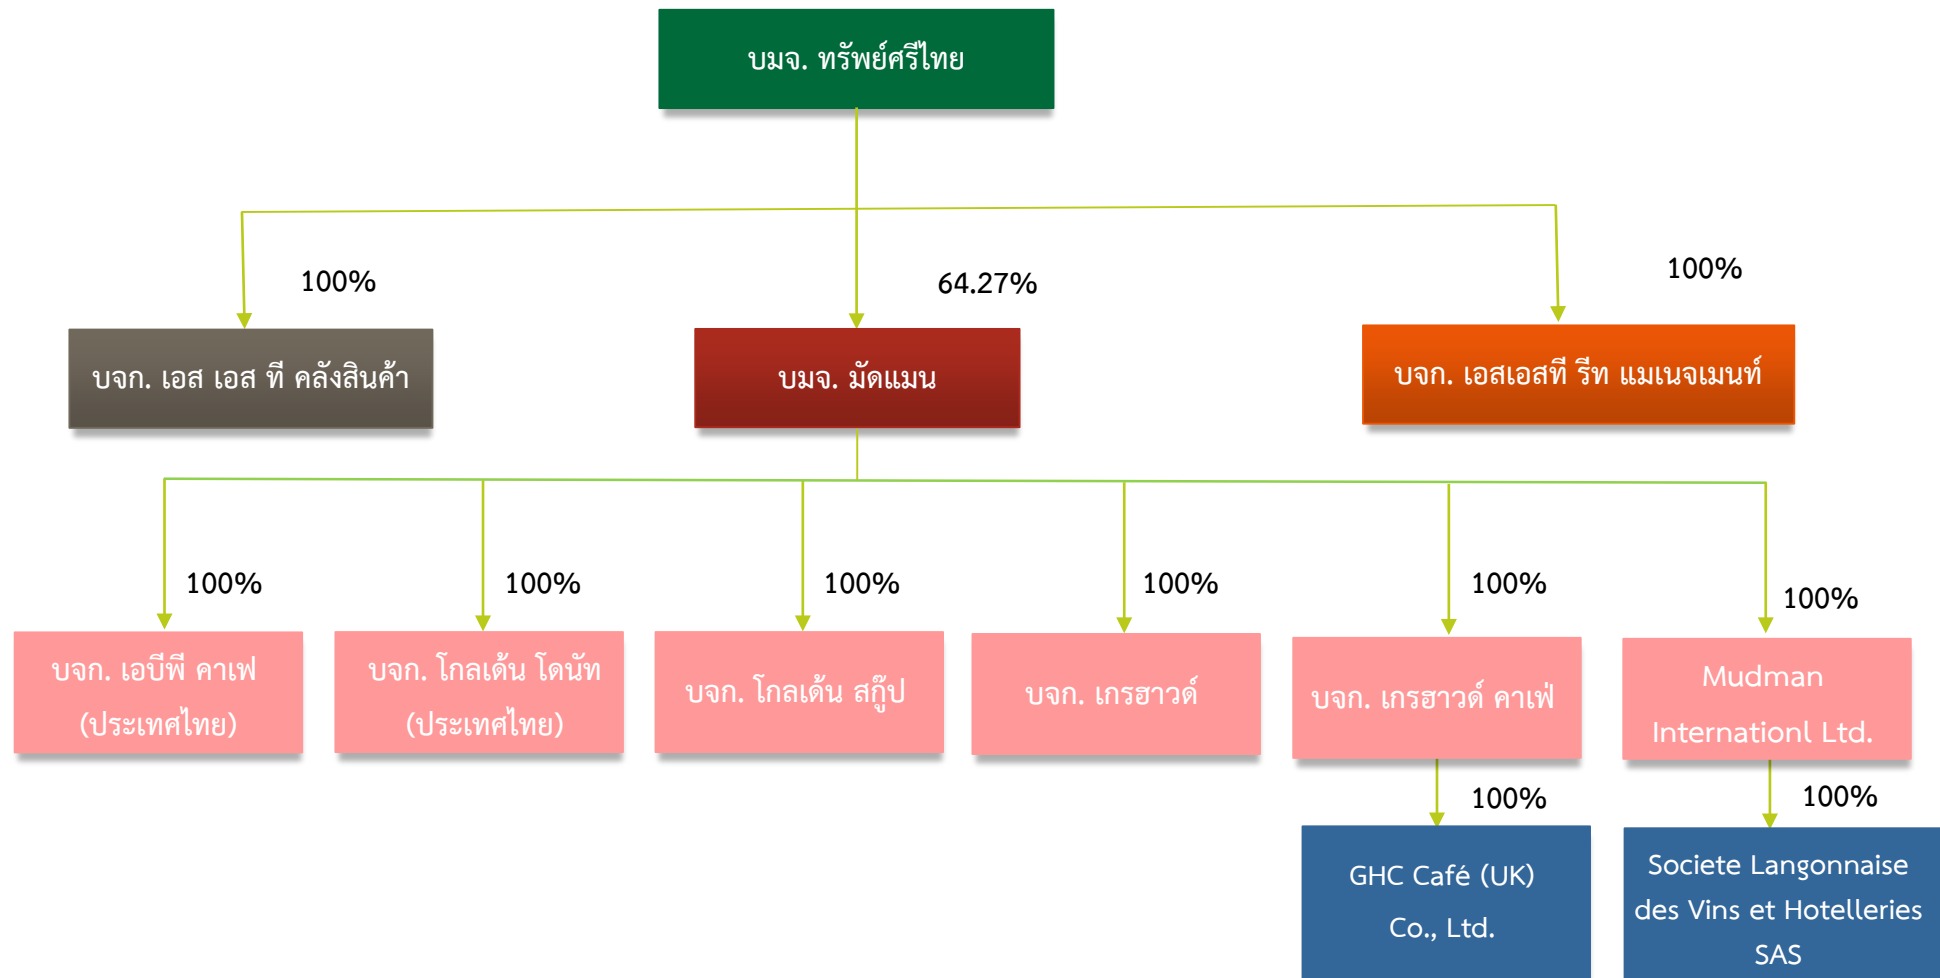 บมจ. ทรัพย์ศรีไทย
100%
64.27%
100%
บจก. เอส เอส ที คลังสินค้า
บมจ. มัดแมน
บจก. เอสเอสที รีท แมเนจเมนท์
100%
100%
100%
100%
100%
100%
บจก. เอบีพี คาเฟ
(ประเทศไทย)
บจก. โกลเด้น โดนัท
(ประเทศไทย)
บจก. โกลเด้น สกู๊ป
บจก. เกรฮาวด์
บจก. เกรฮาวด์ คาเฟ่
Mudman
Internationl Ltd.
100%
100%
GHC Café (UK)
Co., Ltd.
Societe Langonnaise
des Vins et Hotelleries
SAS